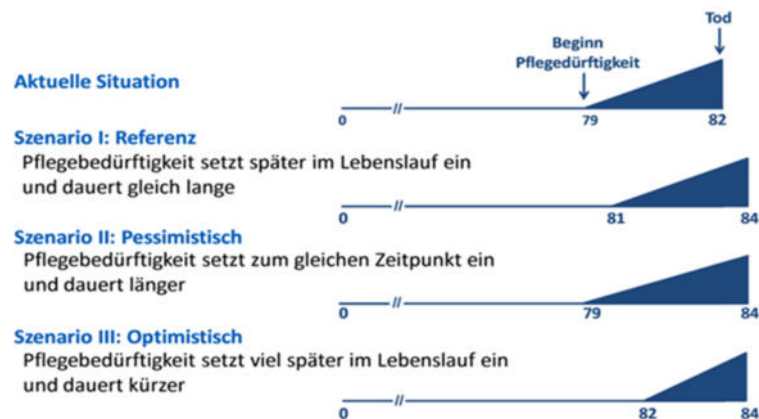 Tod
Beginn
Pflegedürftigkeit
Aktuelle Situation
0 // 79 82
Szenario I: Referenz
Pflegebedürftigkeit setzt später im Lebenslauf ein
und dauert gleich lange
0 // 81 84
Szenario II: Pessimistisch
Pflegebedürftigkeit setzt zum gleichen Zeitpunkt ein
und dauert länger
0 // 79 84
Szenario III: Optimistisch
Pflegebedürftigkeit setzt viel später im Lebenslauf ein
und dauert kürzer
0 // 82 84